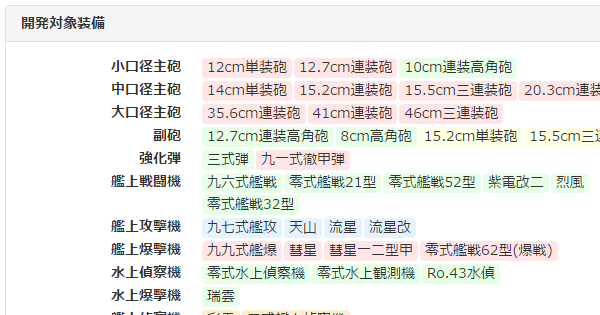 開発対象装備
小口径主砲 12cm単装砲 12.7cm連装砲 10cm連装高角砲
中口径主砲 14cm単装砲 15.2cm連装砲 15.5cm三連装砲 20.3cm連装
大口径主砲 35.6cm連装砲 41cm連装砲 46cm三連装砲
副砲 12.7cm連装高角砲 8cm高角砲 15.2cm単装砲 15.5cm三連
強化弾 三式弾 九一式徹甲弾
艦上戦闘機 九六式艦戦 零式艦戦21型 零式艦戦52型 紫電改二 烈風
零式艦戦32型
艦上攻撃機 九七式艦攻 天山 流星 流星改
艦上爆撃機 九九式艦爆 彗星 彗星一二型甲 零式艦戦62型(爆戦)
水上偵察機 零式水上偵察機 零式水上観測機 Ro.43水偵
水上爆撃機 瑞雲